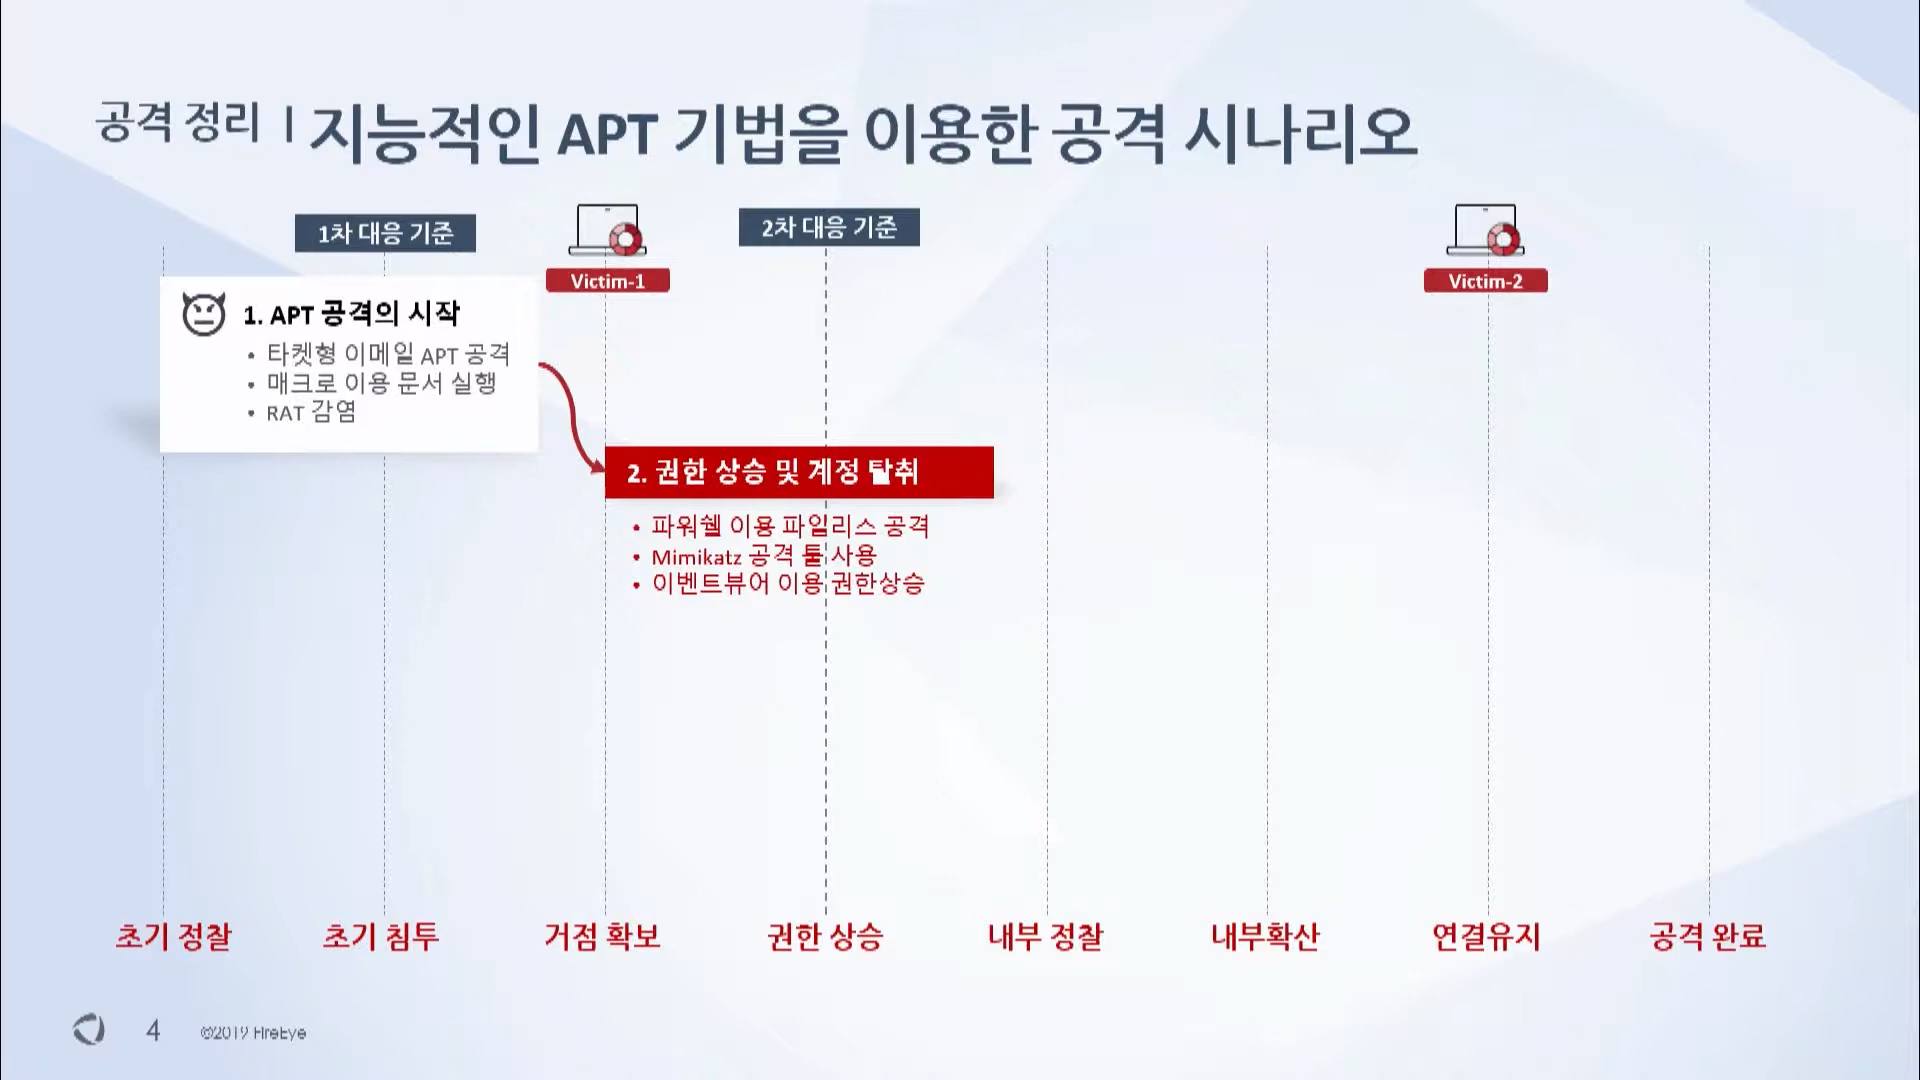 공격 정리 | 지능적인 APT 기법을 이용한 공격 시나리오
1차 대응 기준
2차 대응 기준
Victim-1
Victim-2
1. APT 공격의 시작
• 타켓형 이메일 APT 공격
• 매크로 이용 문서 실행
• RAT 감염
2. 권한 상승 및 계정 탈취
• 파워쉘 이용 파일리스 공격
• Mimikatz 공격 툴 사용
• 이벤트뷰어 이용 권한상승
초기 정찰
초기 침투
거점 확보
권한 상승
내부 정찰
내부확산
연결유지
공격 완료
4
©2019 FireEye